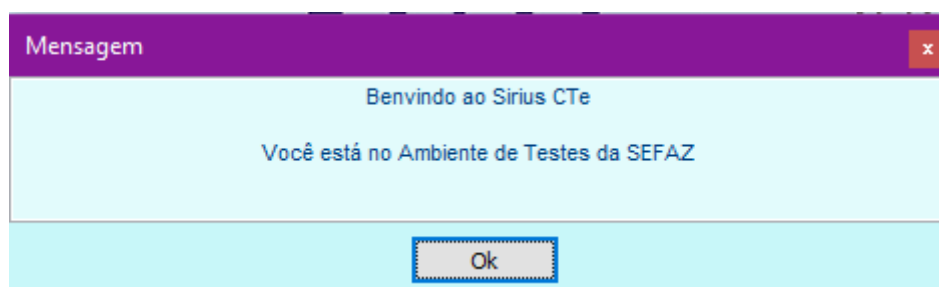 Mensagem
x
Benvindo ao Sirius CTe
Você está no Ambiente de Testes da SEFAZ
Ok